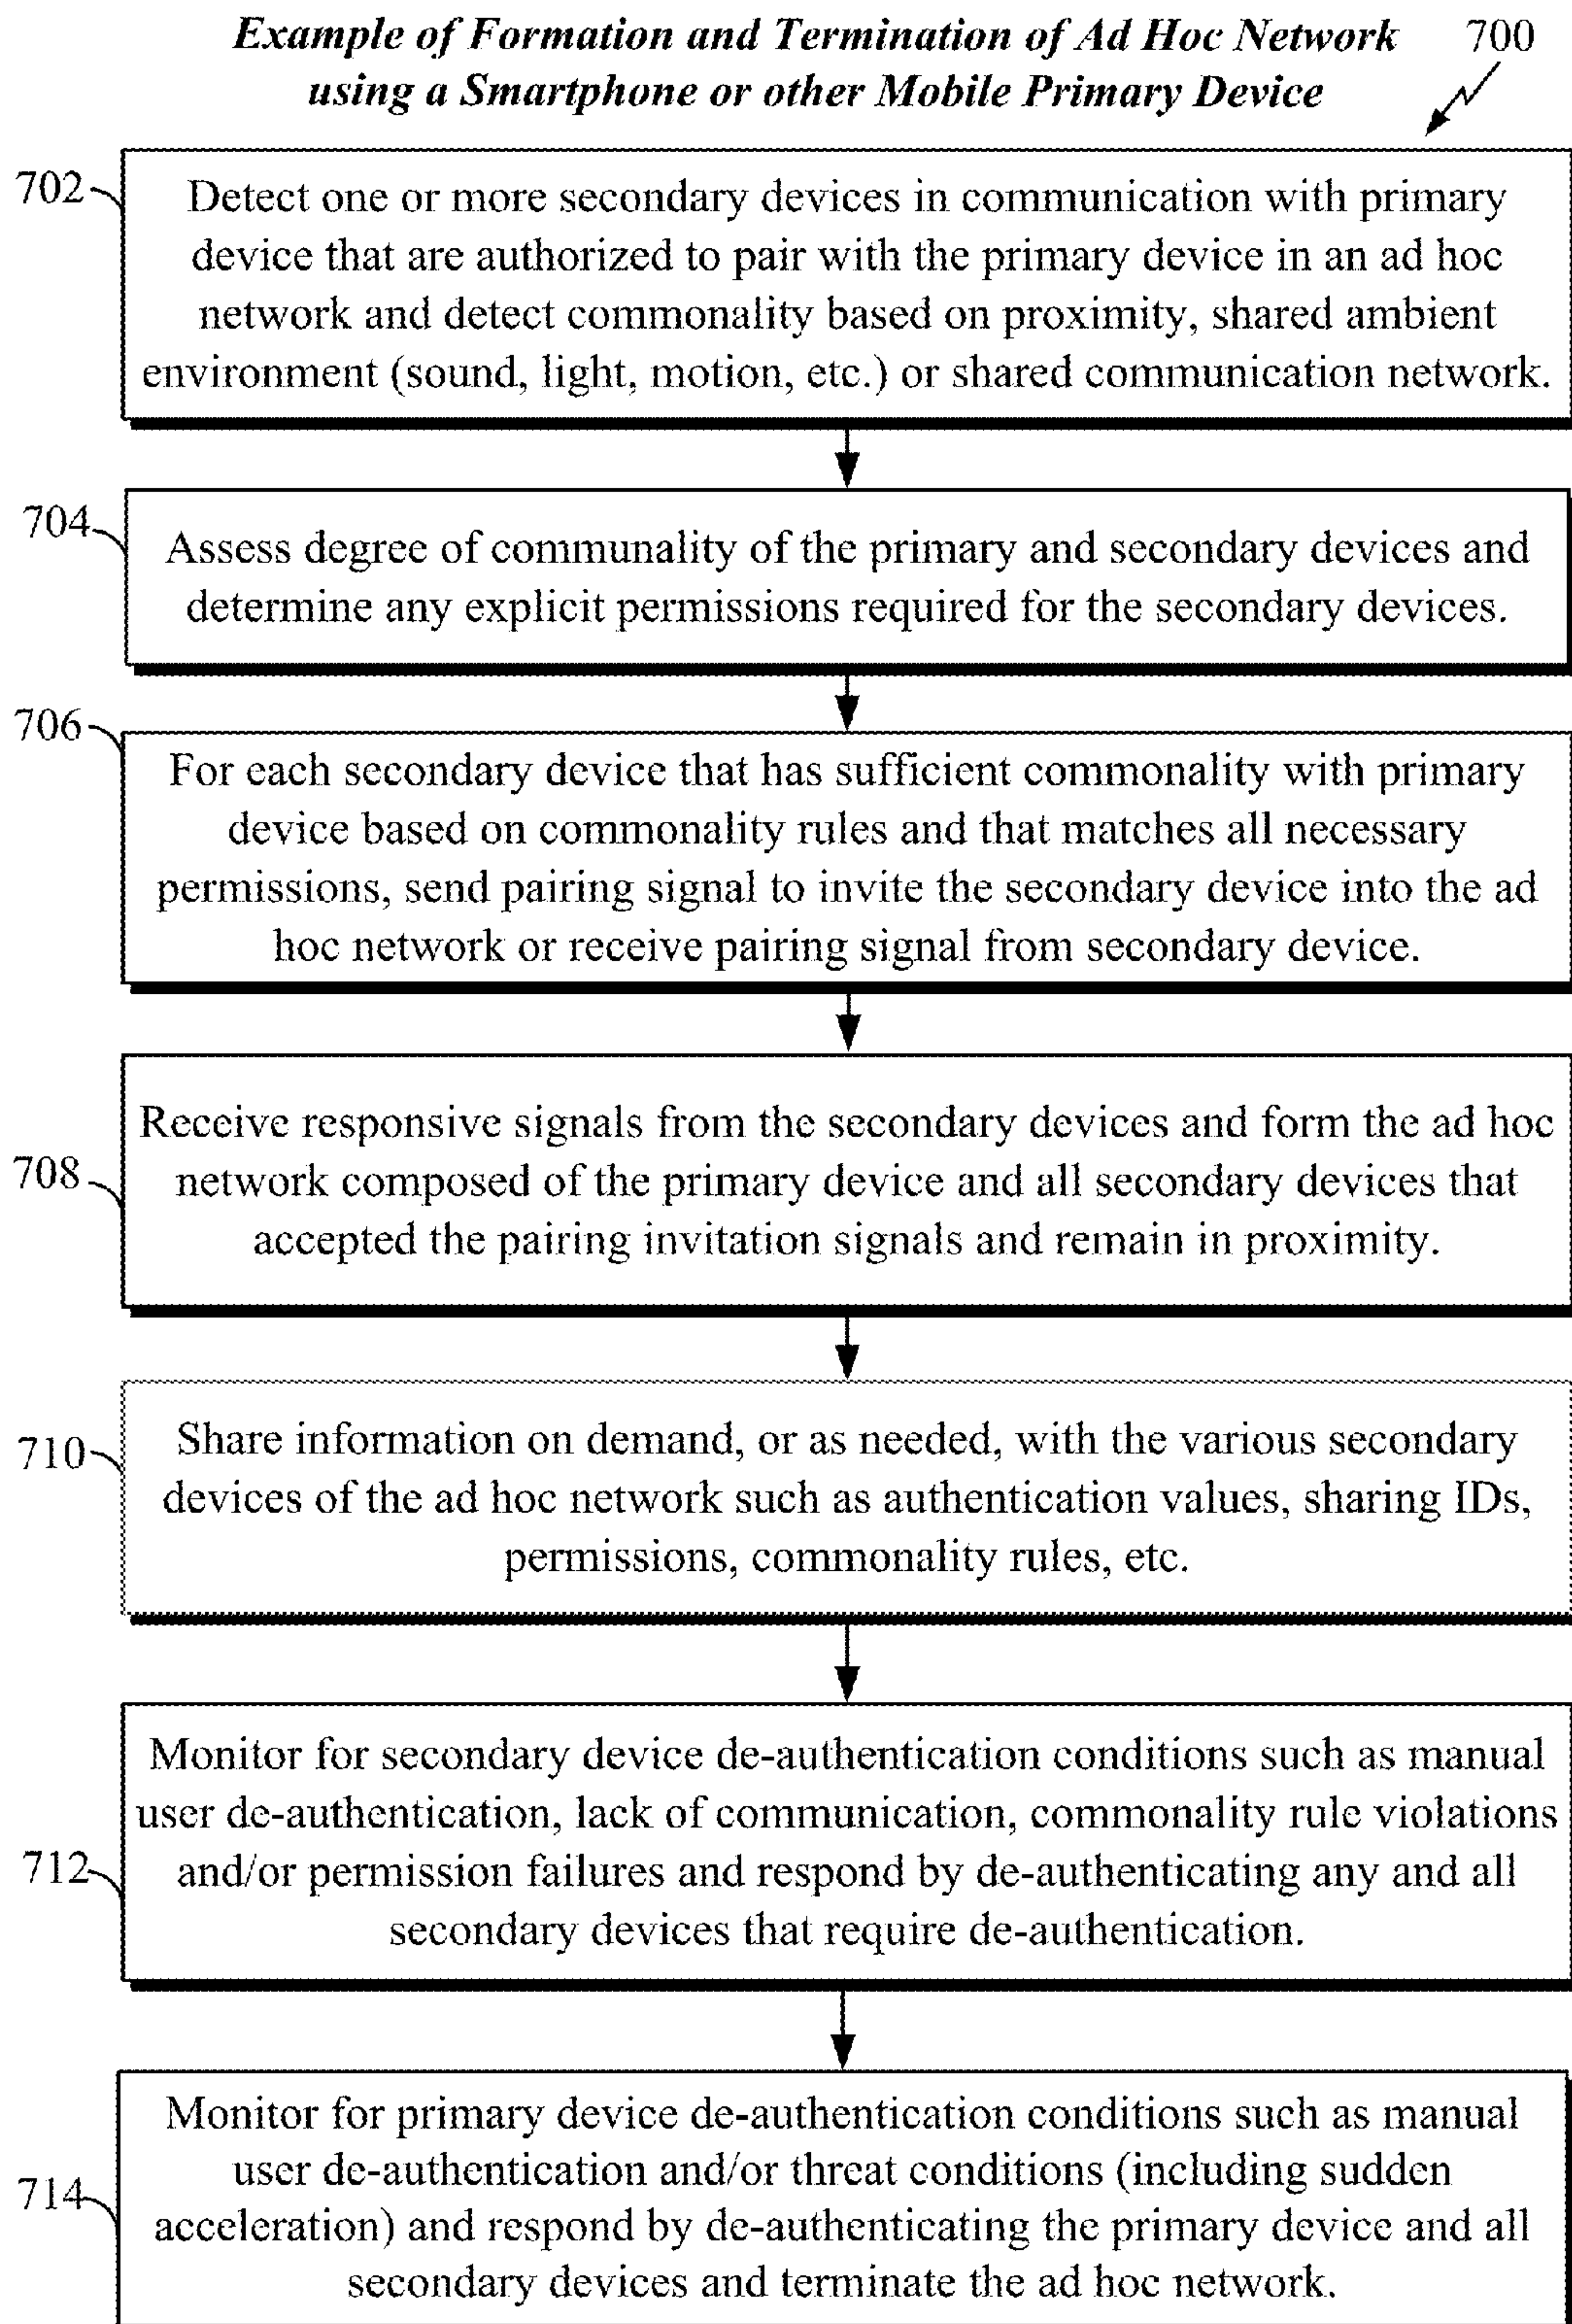 Example of Formation and Termination of Ad Hoc Network
700
using a Smartphone or other Mobile Primary Device
702
Detect one or more secondary devices in communication with primary
device that are authorized to pair with the primary device in an ad hoc
network and detect commonality based on proximity, shared ambient
environment (sound, light, motion, etc.) or shared communication network.
704
Assess degree of communality of the primary and secondary devices and
determine any explicit permissions required for the secondary devices.
706
For each secondary device that has sufficient commonality with primary
device based on commonality rules and that matches all necessary
permissions, send pairing signal to invite the secondary device into the ad
hoc network or receive pairing signal from secondary device.
708
Receive responsive signals from the secondary devices and form the ad hoc
network composed of the primary device and all secondary devices that
accepted the pairing invitation signals and remain in proximity.
710
Share information on demand, or as needed, with the various secondary
devices of the ad hoc network such as authentication values, sharing IDs,
permissions, commonality rules, etc.
712
Monitor for secondary device de-authentication conditions such as manual
user de-authentication, lack of communication, commonality rule violations
and/or permission failures and respond by de-authenticating any and all
secondary devices that require de-authentication.
714
Monitor for primary device de-authentication conditions such as manual
user de-authentication and/or threat conditions (including sudden
acceleration) and respond by de-authenticating the primary device and all
secondary devices and terminate the ad hoc network.